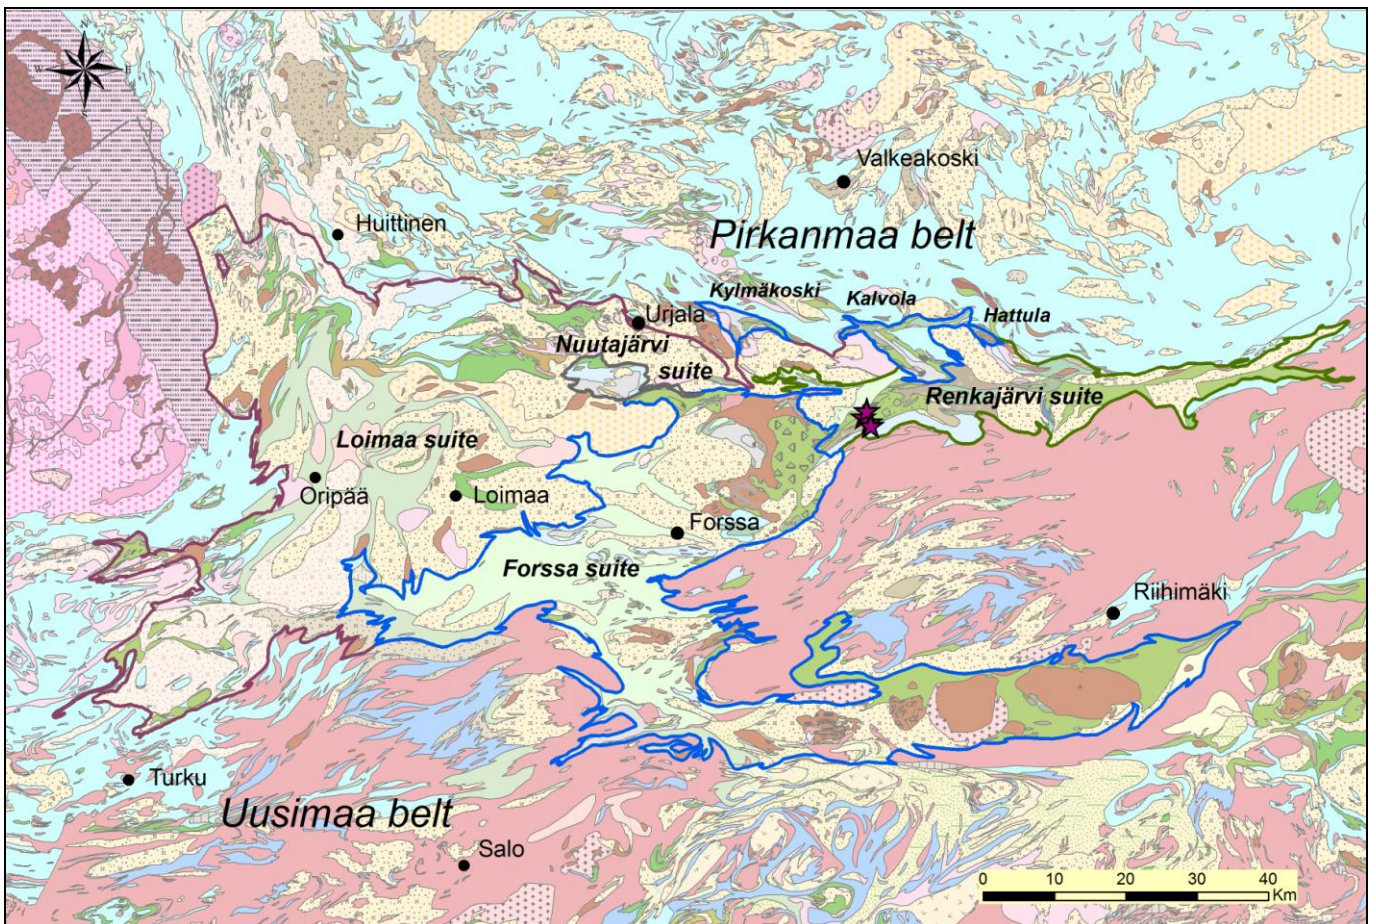 N
W
E
Valkeakoski
Huittinen
Pirkanmaa belt
Kylmäkoski
Kalvola
Hattula
Urjala
Nuutajärvi
suite
Renkajärvi suite
Loimaa suite
Oripää
Loimaa
Forssa
Forssa suite
Riihimäki
Turku
Uusimaa belt
Salo
0 10 20 30 40
Km